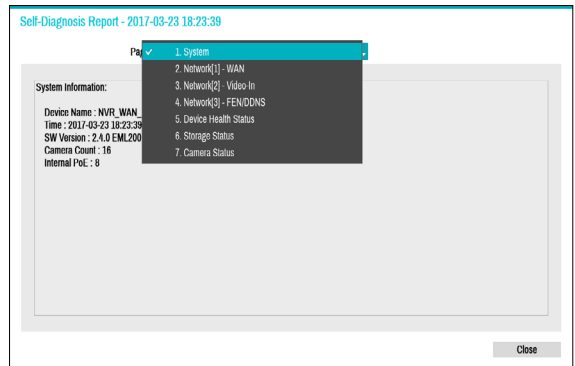 Self-Diagnosis Report - 2017-03-23 18:23:39
✓ 1. System
2. Network[1] - WAN
3. Network[2] - Video-In
4. Network[3] - FEN/DDNS
5. Device Health Status
6. Storage Status
7. Camera Status
System Information:
Device Name : NVR_WAN_
Time : 2017-03-23 18:23:39
SW Version : 2.4.0 EML200
Camera Count : 16
Internal PoE : 8
Close